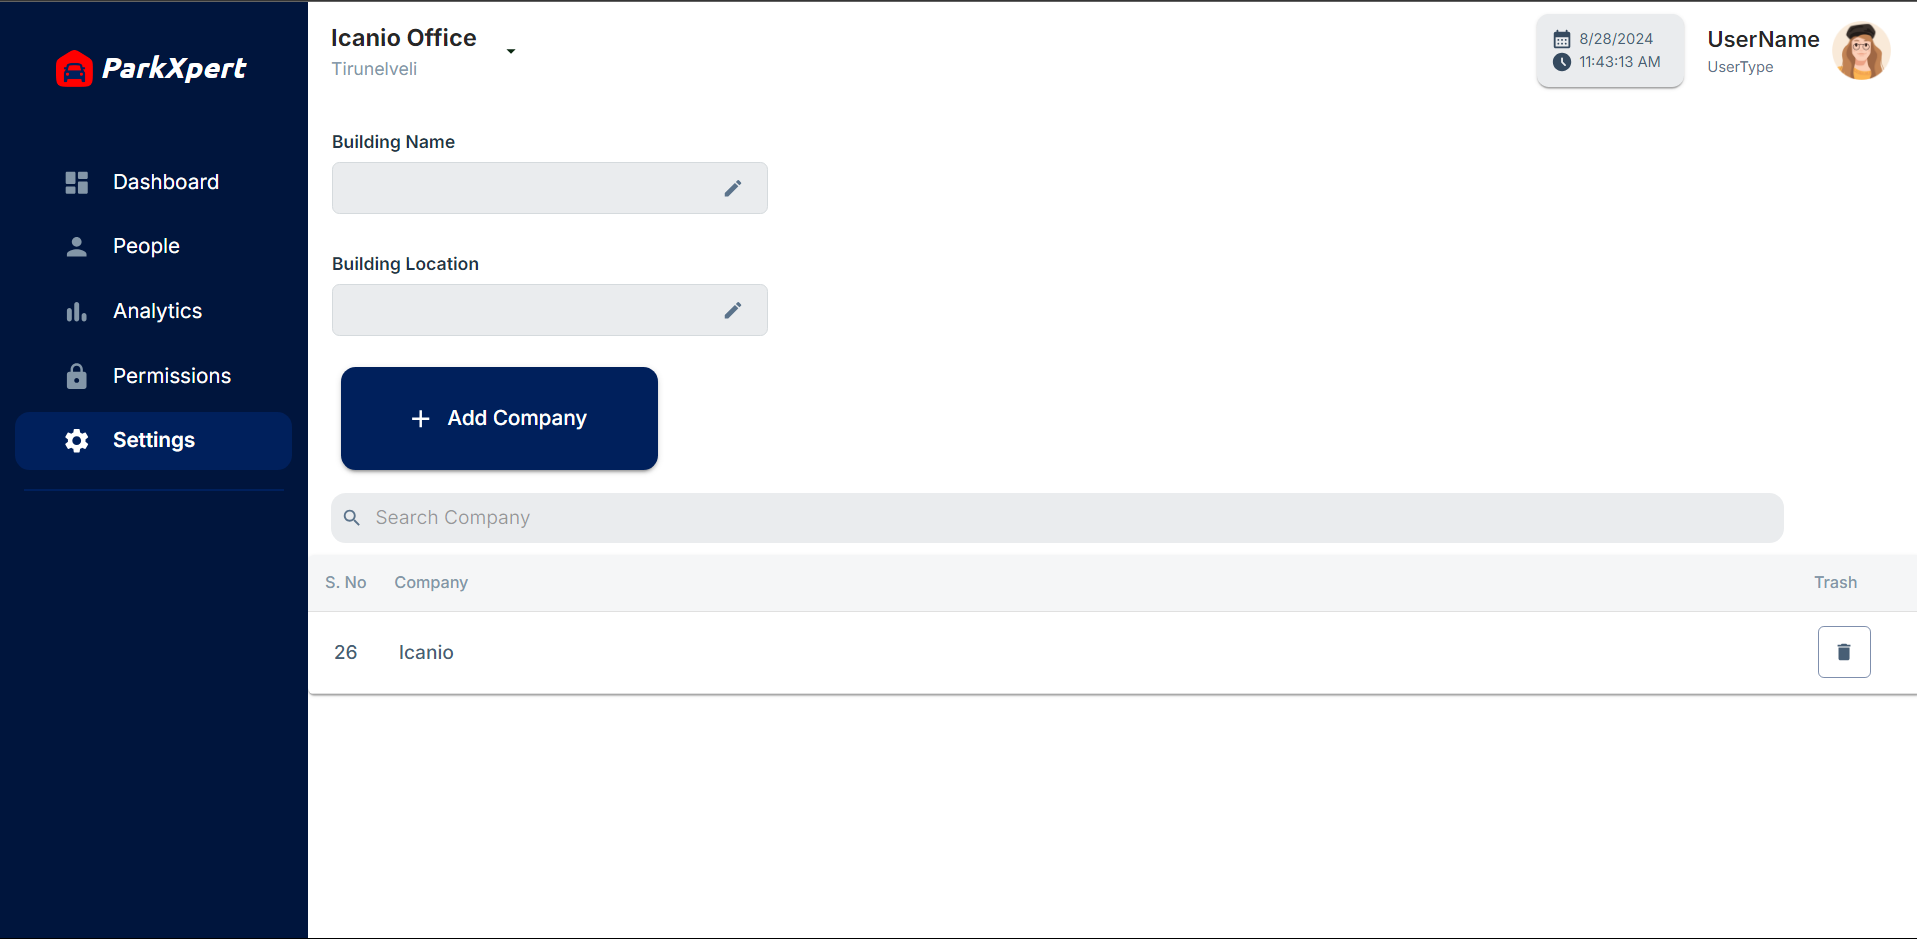 ParkXpert
Dashboard
People
Analytics
Permissions
Settings
Icanio Office
Tirunelveli
8/28/2024
11:43:13 AM
UserName
UserType
Building Name
Building Location
+ Add Company
Search Company
S. No Company Trash
26 Icanio